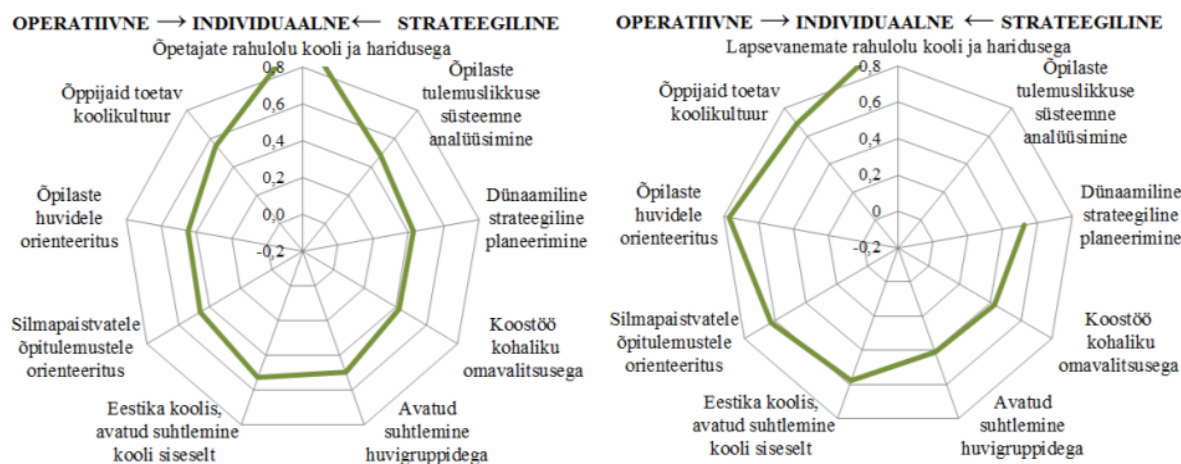 OPERATIIVNE → INDIVIDUAALNE ← STRATEEGILINE
Õpetajate rahulolu kooli ja haridusega
0,8
0,6
0,4
0,2
0,0
-0,2
Õpilaste
tulemuslikkuse
süsteemne
analüüsimine
Dünaamiline
strateegiline
planeerimine
Koostöö
kohaliku
omavalitsusega
Avatud
suhtlemine
huvigruppidega
Eestika koolis,
avatud suhtlemine
kooli siseselt
Silmapaistvatele
õpitulemustele
orienteeritus
Õpilaste
huvidele
orienteeritus
Õppijaid toetav
koolikultuur
OPERATIIVNE → INDIVIDUAALNE ← STRATEEGILINE
Lapsevanemate rahulolu kooli ja haridusega
0,8
0,6
0,4
0,2
0
-0,2
Õpilaste
tulemuslikkuse
süsteemne
analüüsimine
Dünaamiline
strateegiline
planeerimine
Koostöö
kohaliku
omavalitsusega
Avatud
suhtlemine
huvigruppidega
Eestika koolis,
avatud suhtlemine
kooli siseselt
Silmapaistvatele
õpitulemustele
orienteeritus
Õpilaste
huvidele
orienteeritus
Õppijaid toetav
koolikultuur